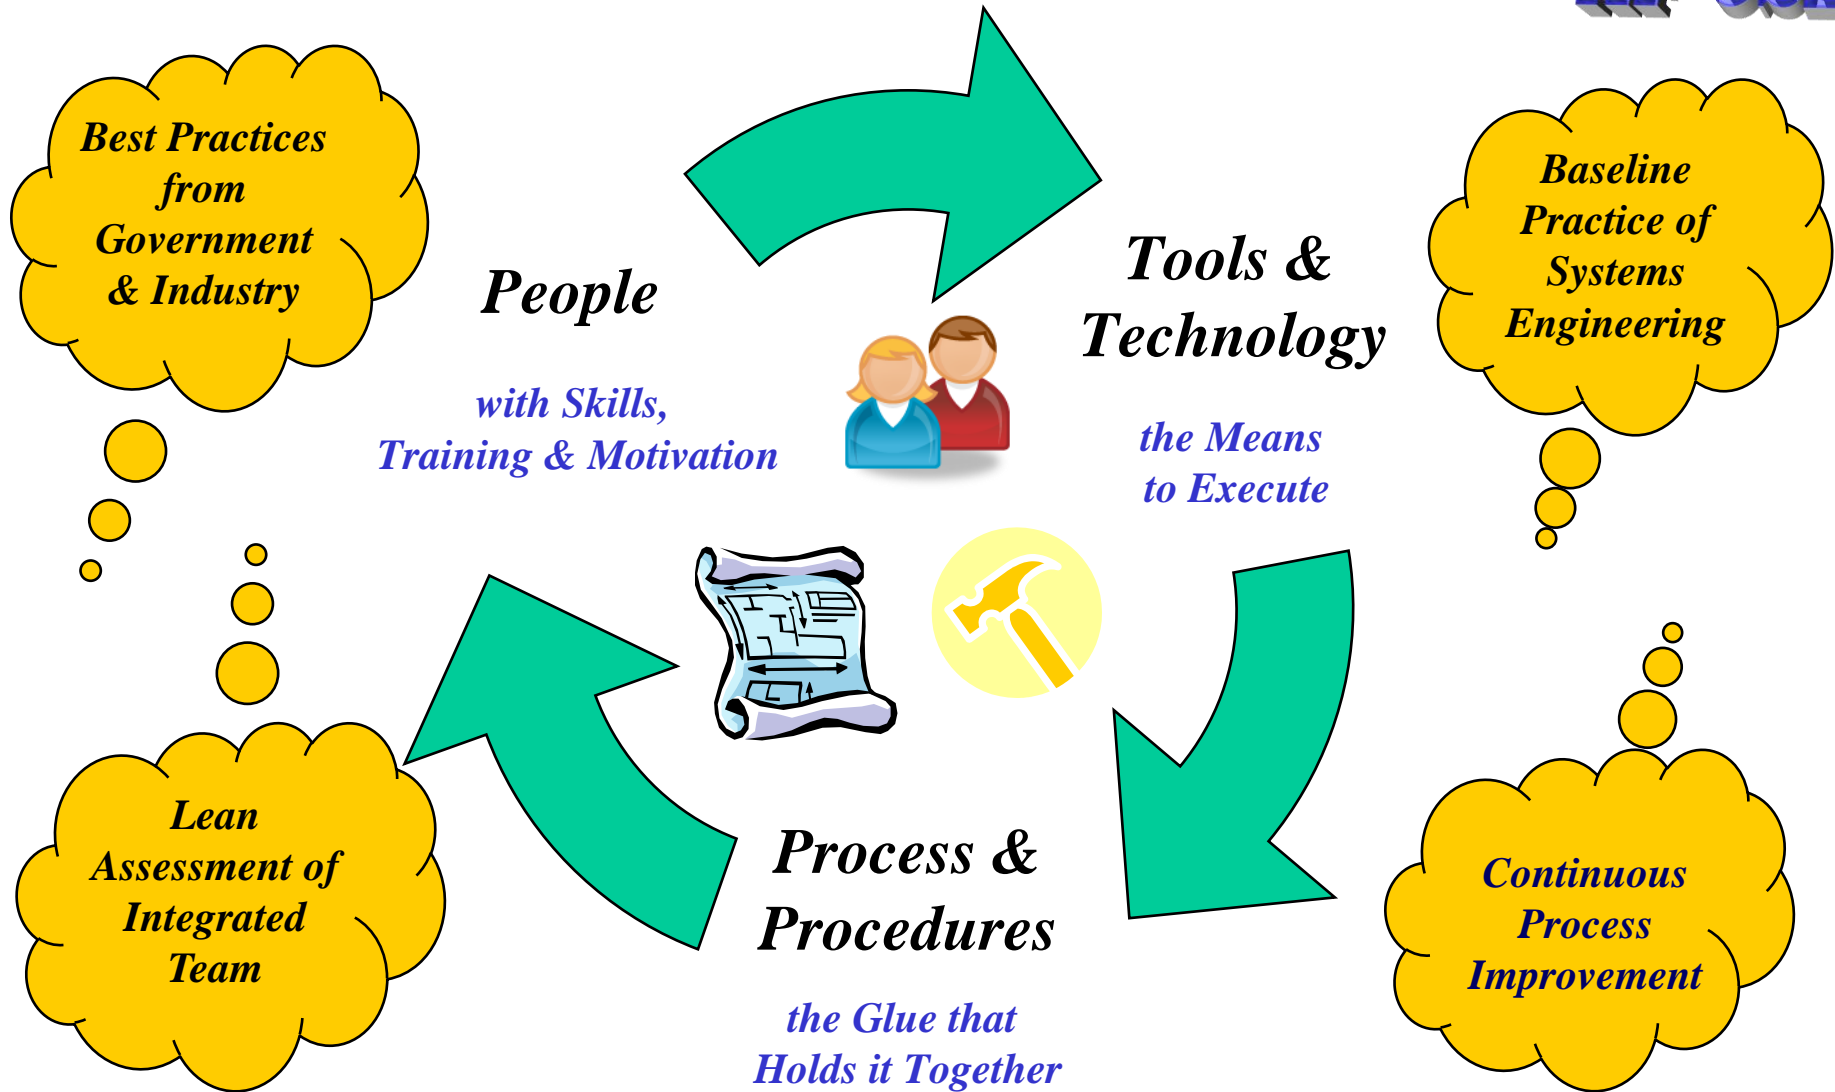 Best Practices
from
Government
& Industry
People
with Skills,
Training & Motivation
Tools &
Technology
the Means
to Execute
Baseline
Practice of
Systems
Engineering
Lean
Assessment of
Integrated
Team
Process &
Procedures
the Glue that
Holds it Together
Continuous
Process
Improvement